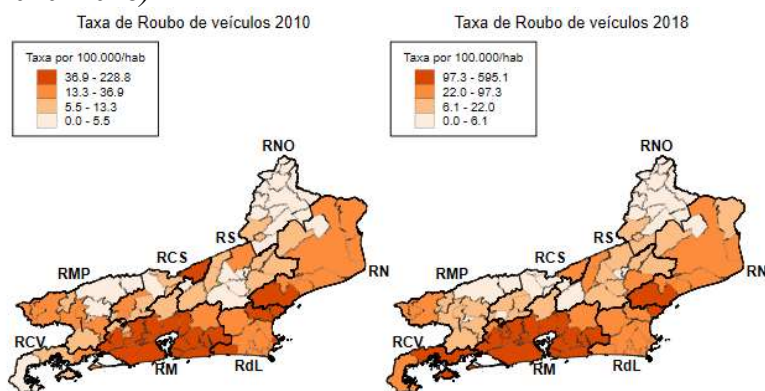 Taxa de Roubo de veículos 2010
Taxa por 100.000/hab
36.9 - 228.8
13.3 - 36.9
5.5 - 13.3
0.0 - 5.5
RNO
RS
RCS
RMP
RN
RCV
RM
RdL
Taxa de Roubo de veículos 2018
Taxa por 100.000/hab
97.3 - 595.1
22.0 - 97.3
6.1 - 22.0
0.0 - 6.1
RNO
RS
RCS
RMP
RN
RCV
RM
RdL